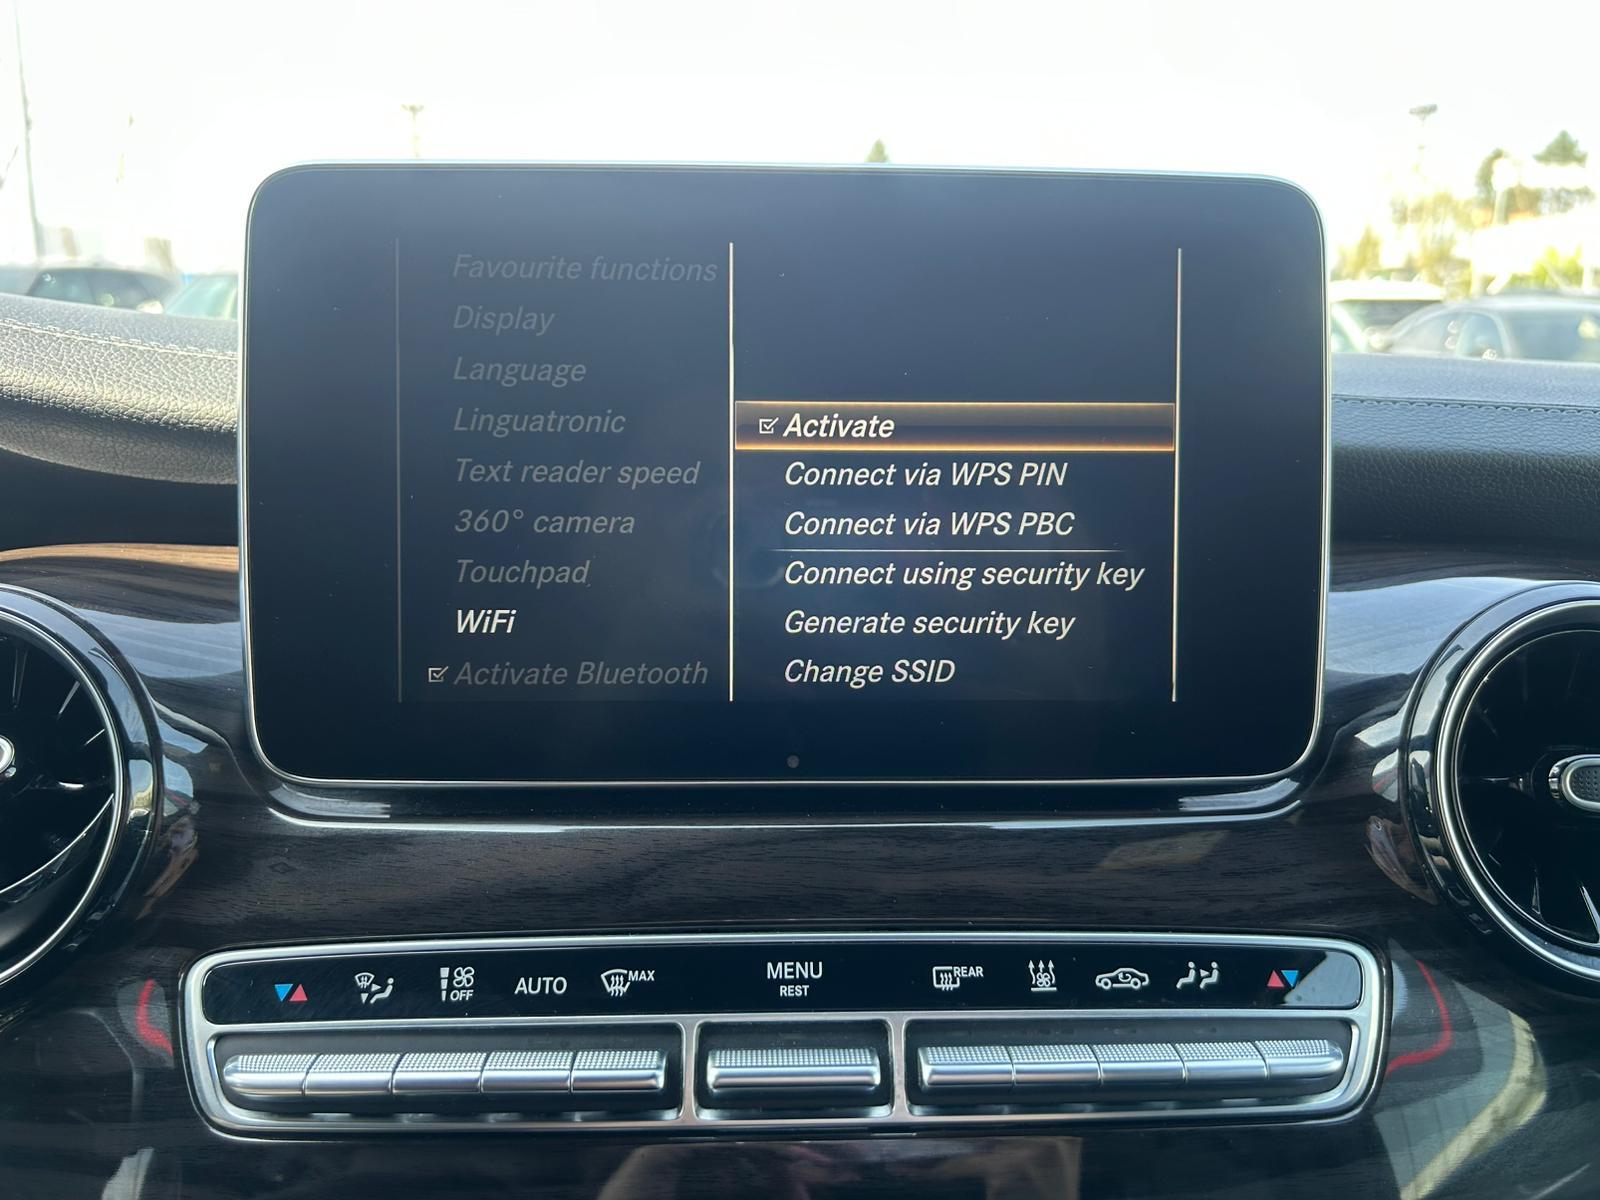 Favourite functions
Display
Language
Linguatronic
Text reader speed
360° camera
Touchpad
WiFi
Activate Bluetooth
Activate
Connect via WPS PIN
Connect via WPS PBC
Connect using security key
Generate security key
Change SSID
OFF
AUTO
MAX
MENU
REST
REAR